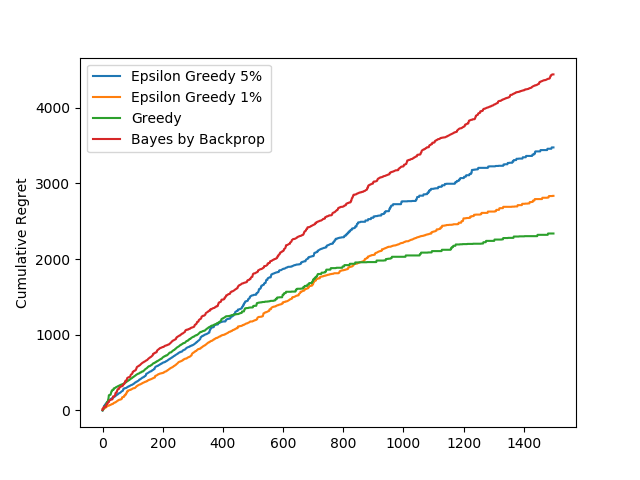 Epsilon Greedy 5%
Epsilon Greedy 1%
Greedy
Bayes by Backprop
Cumulative Regret
4000
3000
2000
1000
0
0 200 400 600 800 1000 1200 1400